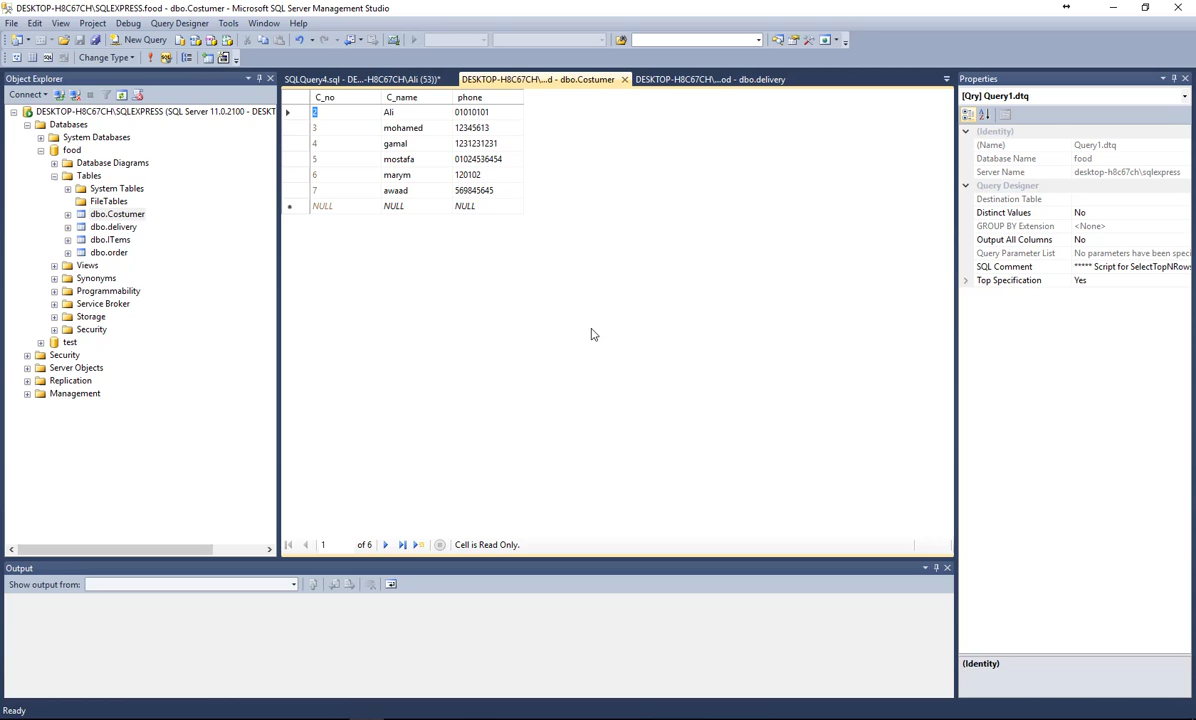 DESKTOP-H8C67CH\SQLEXPRESS.food - dbo.Costumer - Microsoft SQL Server Management Studio
File Edit View Project Debug Query Designer Tools Window Help
New Query
Change Type
Object Explorer
SQLQuery4.sql - DE...-H8C67CH\Ali (53))*
DESKTOP-H8C67CH\...d - dbo.Costumer
DESKTOP-H8C67CH\...od - dbo.delivery
Properties
Connect
[Qry] Query1.dtq
DESKTOP-H8C67CH\SQLEXPRESS (SQL Server 11.0.2100 - DESKT
Databases
System Databases
food
Database Diagrams
Tables
System Tables
FileTables
dbo.Costumer
dbo.delivery
dbo.ITems
dbo.order
Views
Synonyms
Programmability
Service Broker
Storage
Security
test
Security
Server Objects
Replication
Management
C_no C_name phone
2 Ali 01010101
3 mohamed 12345613
4 gamal 1231231231
5 mostafa 01024536454
6 marym 120102
7 awaad 569845645
NULL NULL NULL
1 of 6 Cell is Read Only.
(Identity)
(Name) Query1.dtq
Database Name food
Server Name desktop-h8c67ch\sqlexpress
Query Designer
Destination Table
Distinct Values No
GROUP BY Extension <None>
Output All Columns No
Query Parameter List No parameters have been speci
SQL Comment ***** Script for SelectTopNRows
Top Specification Yes
(Identity)
Output
Show output from:
Ready